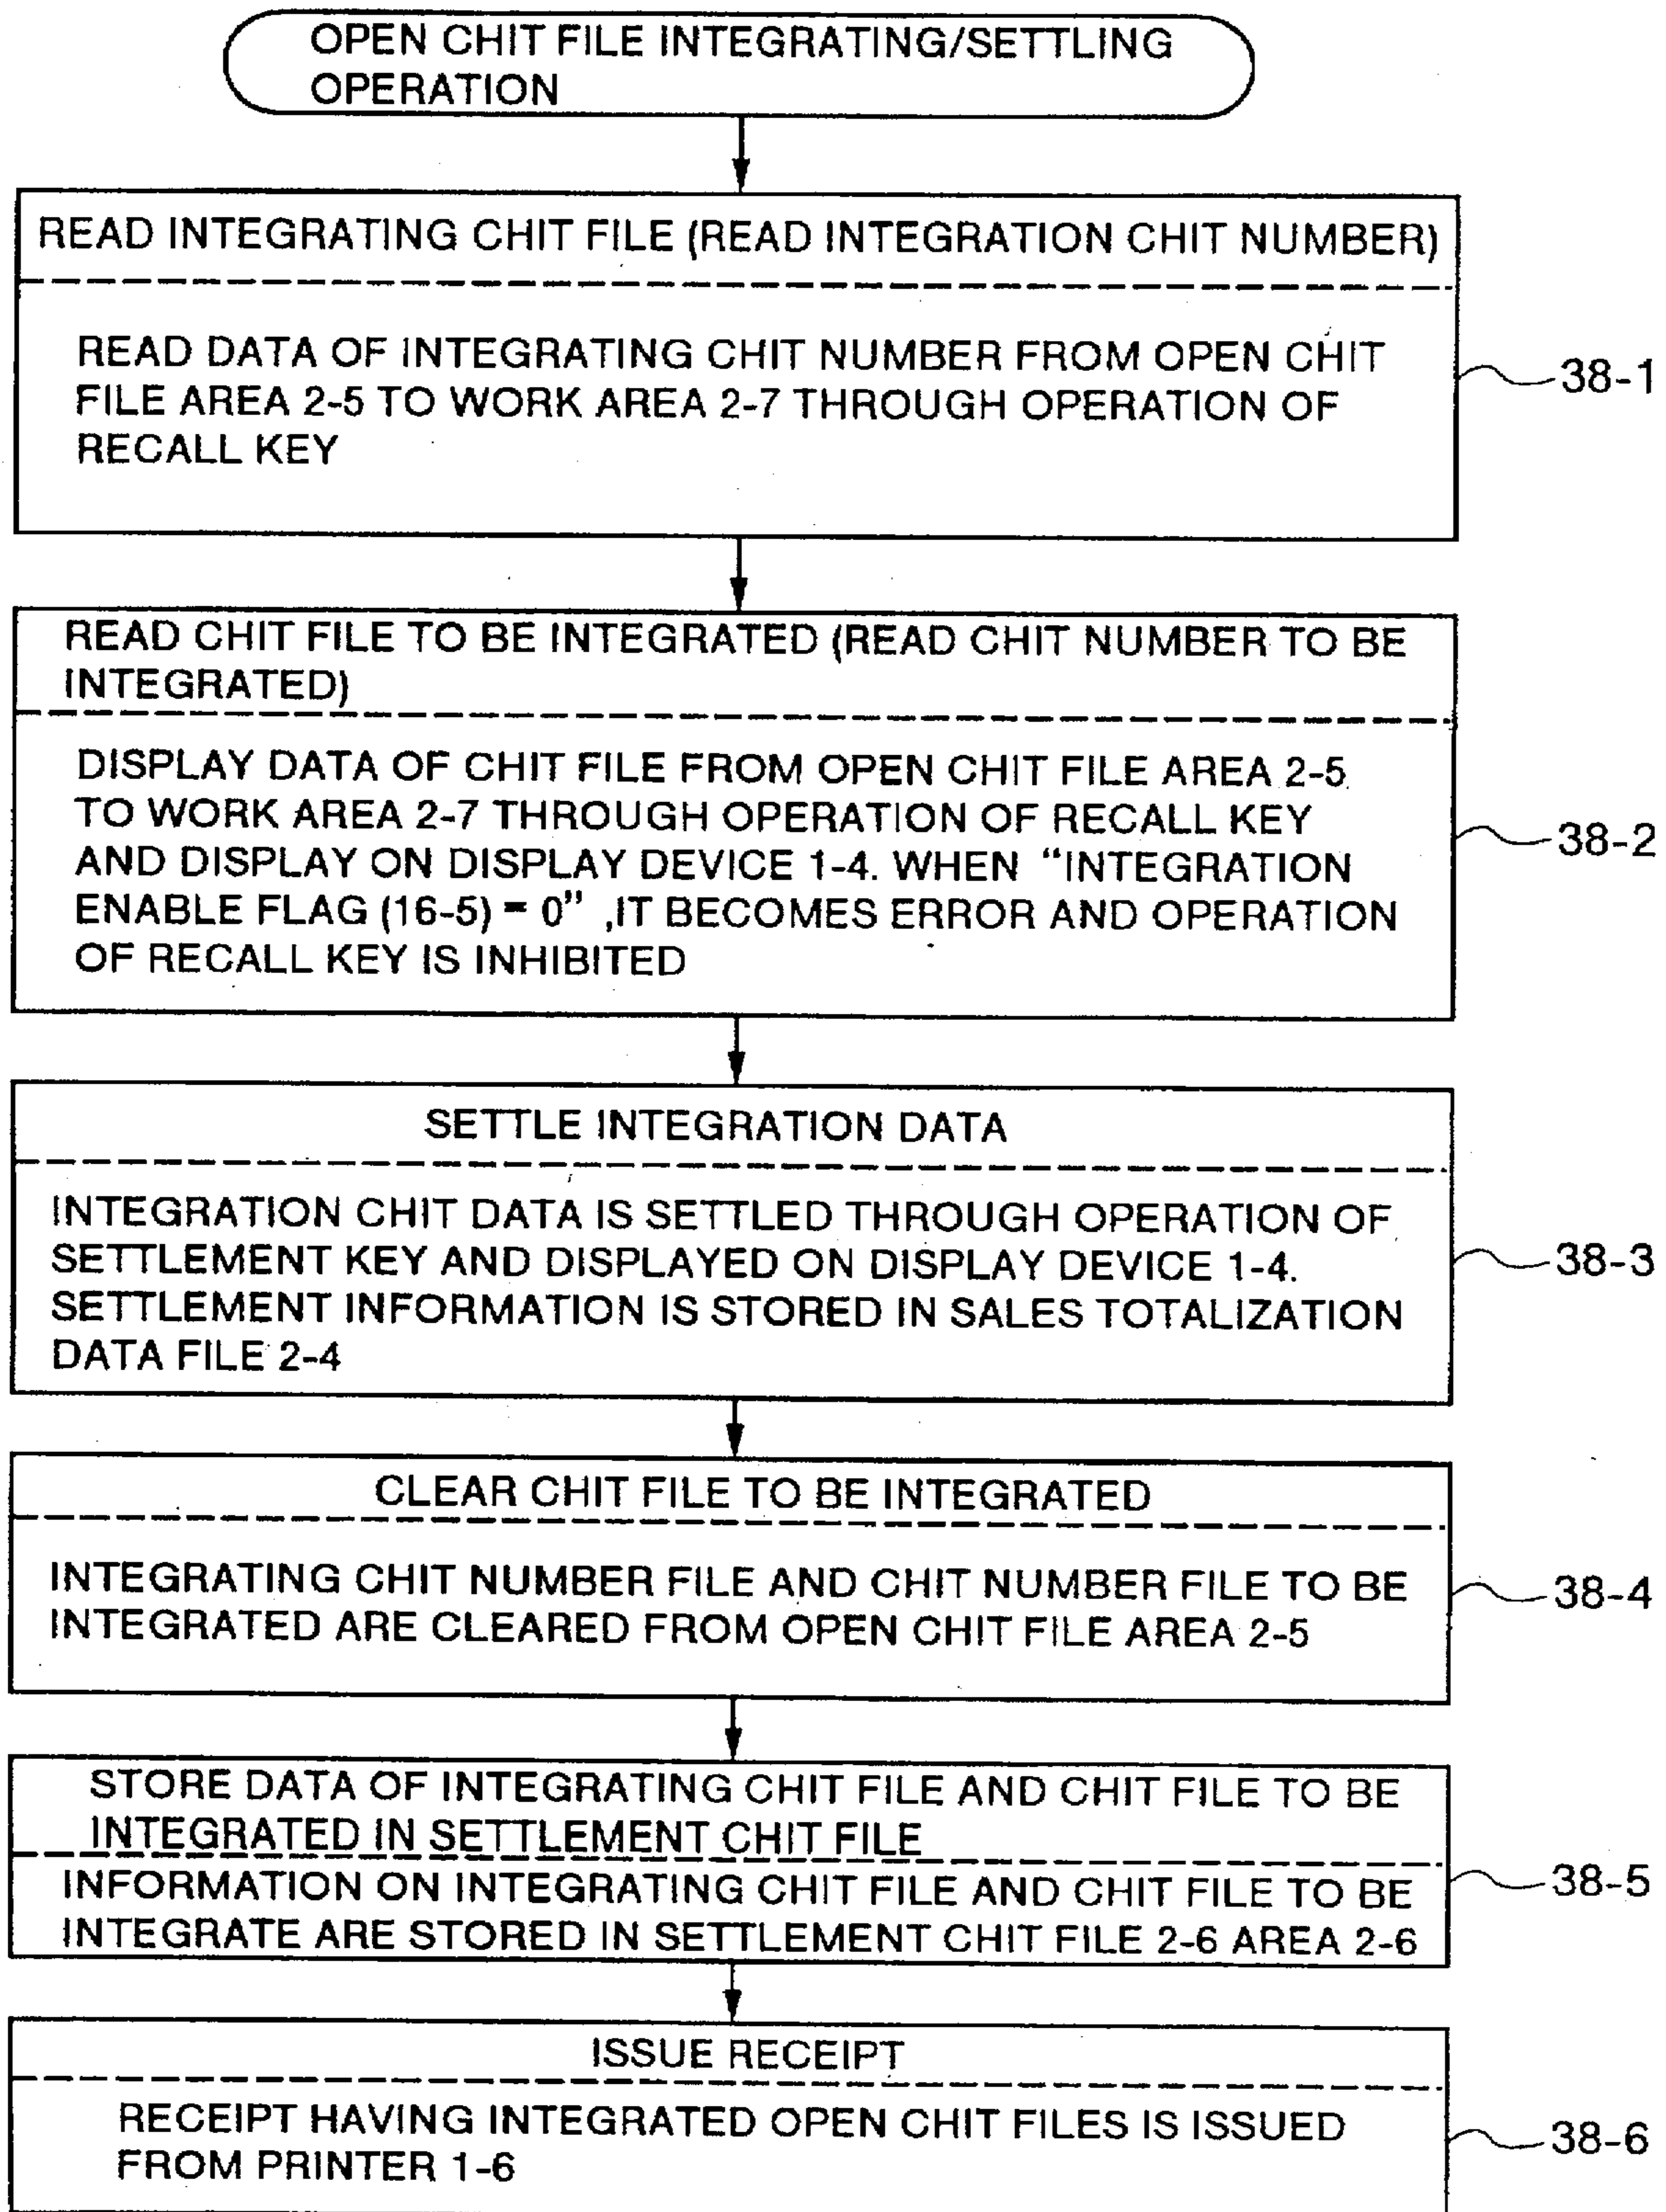 OPEN CHIT FILE INTEGRATING/SETTLING
OPERATION
READ INTEGRATING CHIT FILE (READ INTEGRATION CHIT NUMBER)
READ DATA OF INTEGRATING CHIT NUMBER FROM OPEN CHIT
FILE AREA 2-5 TO WORK AREA 2-7 THROUGH OPERATION OF
RECALL KEY
38-1
READ CHIT FILE TO BE INTEGRATED (READ CHIT NUMBER TO BE
INTEGRATED)
DISPLAY DATA OF CHIT FILE FROM OPEN CHIT FILE AREA 2-5
TO WORK AREA 2-7 THROUGH OPERATION OF RECALL KEY
AND DISPLAY ON DISPLAY DEVICE 1-4. WHEN "INTEGRATION
ENABLE FLAG (16-5) = 0" ,IT BECOMES ERROR AND OPERATION
OF RECALL KEY IS INHIBITED
38-2
SETTLE INTEGRATION DATA
INTEGRATION CHIT DATA IS SETTLED THROUGH OPERATION OF
SETTLEMENT KEY AND DISPLAYED ON DISPLAY DEVICE 1-4.
SETTLEMENT INFORMATION IS STORED IN SALES TOTALIZATION
DATA FILE 2-4
38-3
CLEAR CHIT FILE TO BE INTEGRATED
INTEGRATING CHIT NUMBER FILE AND CHIT NUMBER FILE TO BE
INTEGRATED ARE CLEARED FROM OPEN CHIT FILE AREA 2-5
38-4
STORE DATA OF INTEGRATING CHIT FILE AND CHIT FILE TO BE
INTEGRATED IN SETTLEMENT CHIT FILE
INFORMATION ON INTEGRATING CHIT FILE AND CHIT FILE TO BE
INTEGRATE ARE STORED IN SETTLEMENT CHIT FILE 2-6 AREA 2-6
38-5
ISSUE RECEIPT
RECEIPT HAVING INTEGRATED OPEN CHIT FILES IS ISSUED
FROM PRINTER 1-6
38-6